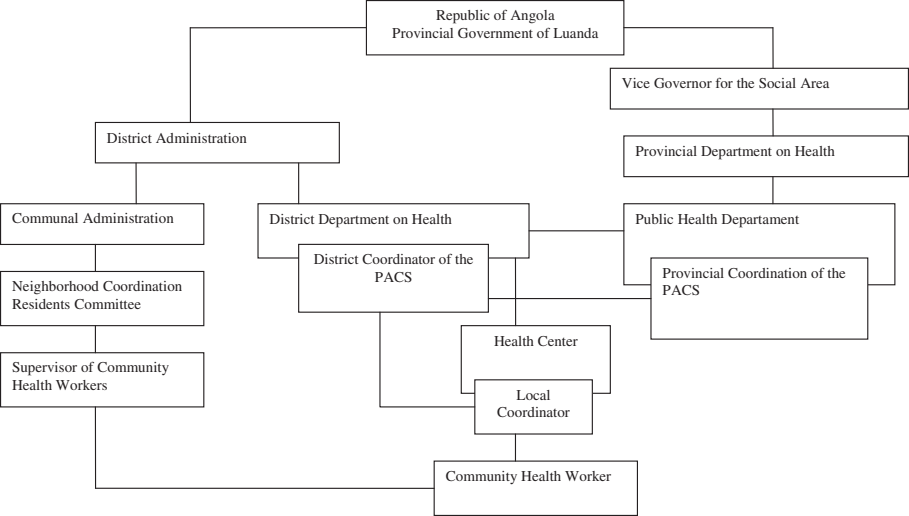 Republic of Angola
Provincial Government of Luanda
Vice Governor for the Social Area
District Administration
Provincial Department on Health
Communal Administration
District Department on Health
Public Health Departament
District Coordinator of the
PACS
Provincial Coordination of the
PACS
Neighborhood Coordination
Residents Committee
Health Center
Supervisor of Community
Health Workers
Local
Coordinator
Community Health Worker